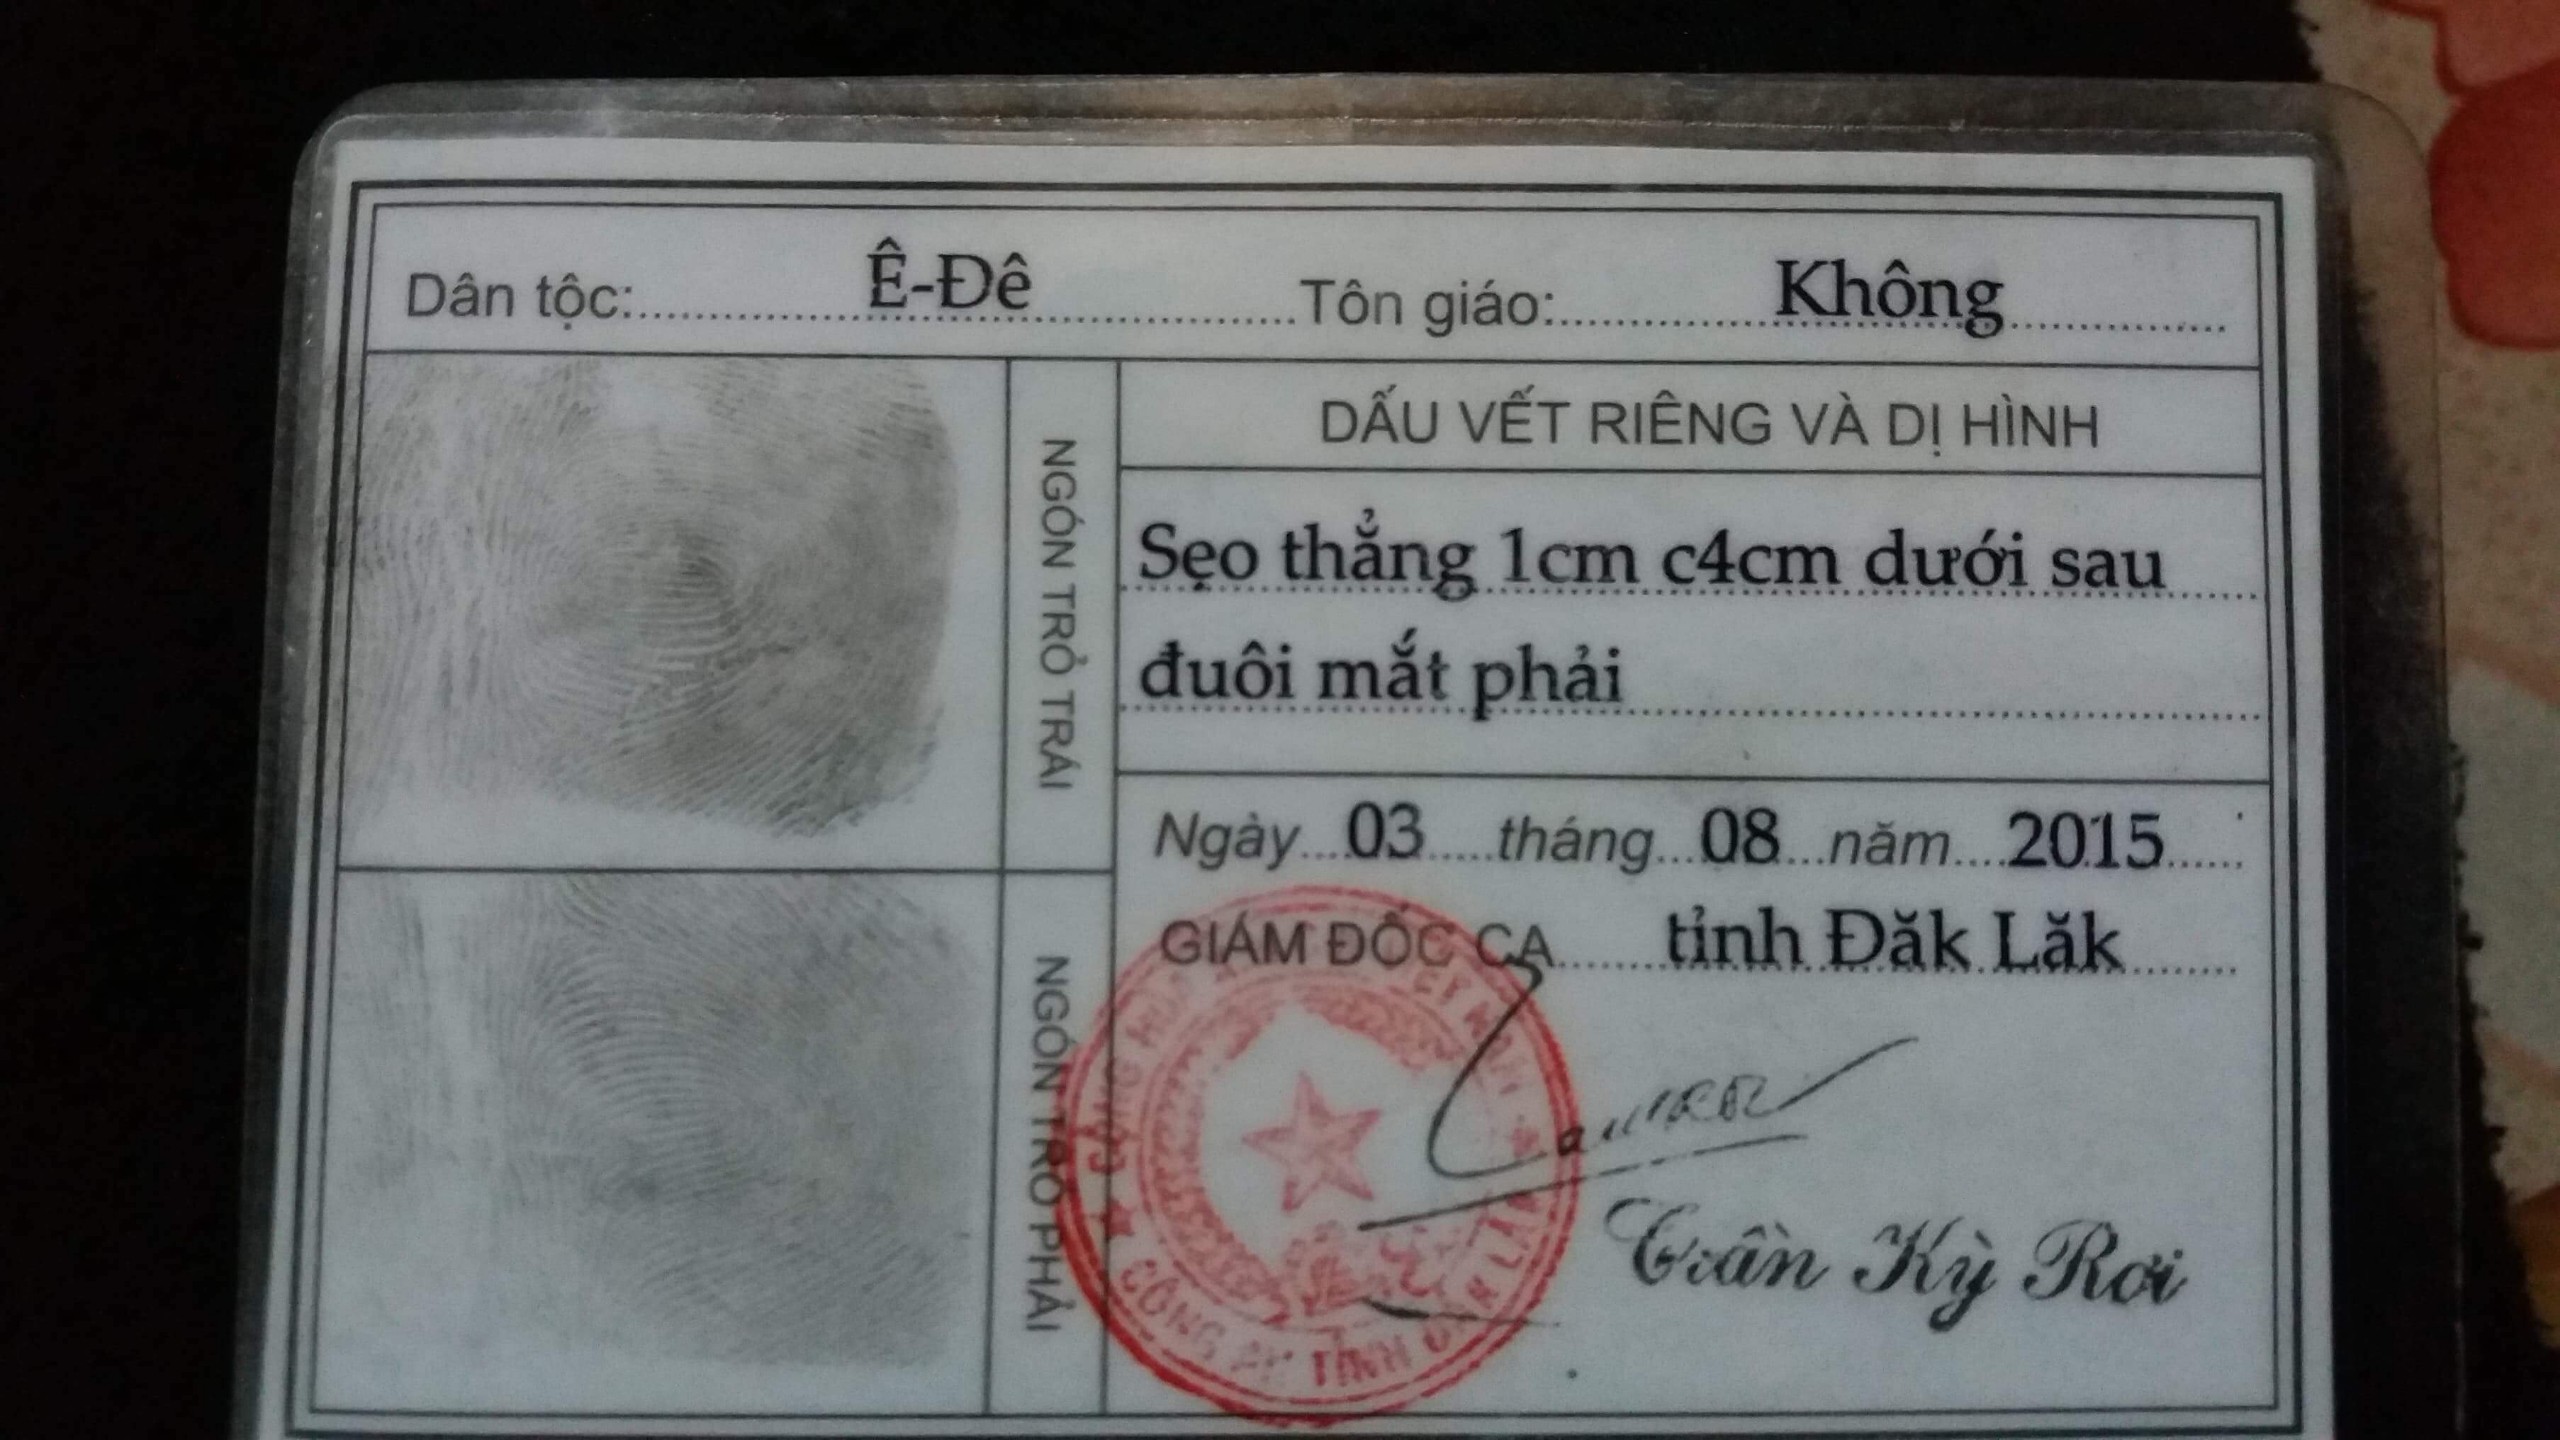 Dân tộc: Ê-Đê Tôn giáo: Không
NGÓN TRỎ TRÁI
DẤU VẾT RIÊNG VÀ DỊ HÌNH
Sẹo thẳng 1cm c4cm dưới sau
đuôi mắt phải
Ngày 03 tháng 08 năm 2015
NGÓN TRỎ PHẢI
GIÁM ĐỐC CA tỉnh Đăk Lăk
CÔNG AN TỈNH LĂK
Trần Kỳ Rơi